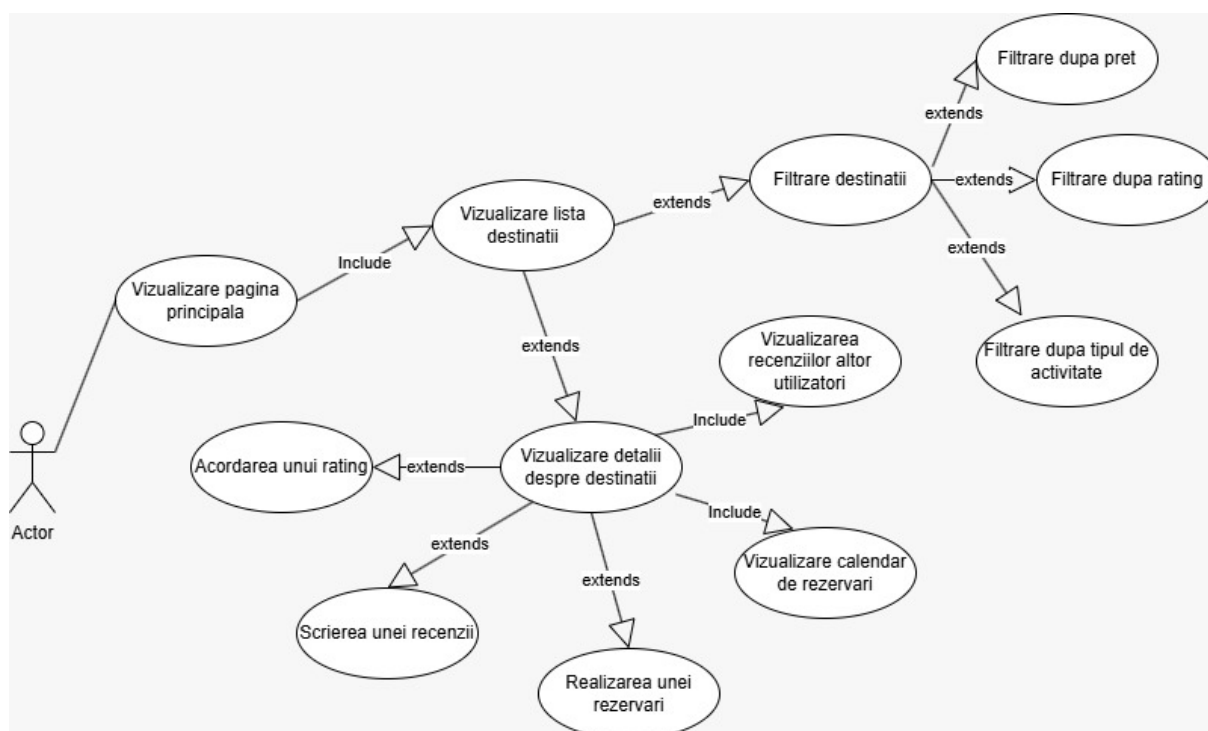 Filtrare dupa pret
extends
Filtrare destinatii
extends
Filtrare dupa rating
Vizualizare lista
destinatii
extends
extends
Include
Vizualizare pagina
principala
extends
Vizualizarea
recenziilor altor
utilizatori
Filtrare dupa tipul de
activitate
Include
Acordarea unui rating
extends
Vizualizare detalii
despre destinatii
Include
Actor
extends
Vizualizare calendar
de rezervari
extends
Scrierea unei recenzii
Realizarea unei
rezervari